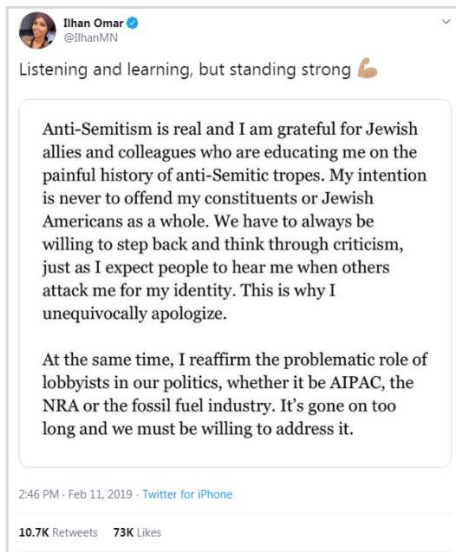 Ilhan Omar
@IlhanMN
Listening and learning, but standing strong 💪🏽
Anti-Semitism is real and I am grateful for Jewish
allies and colleagues who are educating me on the
painful history of anti-Semitic tropes. My intention
is never to offend my constituents or Jewish
Americans as a whole. We have to always be
willing to step back and think through criticism,
just as I expect people to hear me when others
attack me for my identity. This is why I
unequivocally apologize.
At the same time, I reaffirm the problematic role of
lobbyists in our politics, whether it be AIPAC, the
NRA or the fossil fuel industry. It’s gone on too
long and we must be willing to address it.
2:46 PM · Feb 11, 2019 · Twitter for iPhone
10.7K Retweets 73K Likes